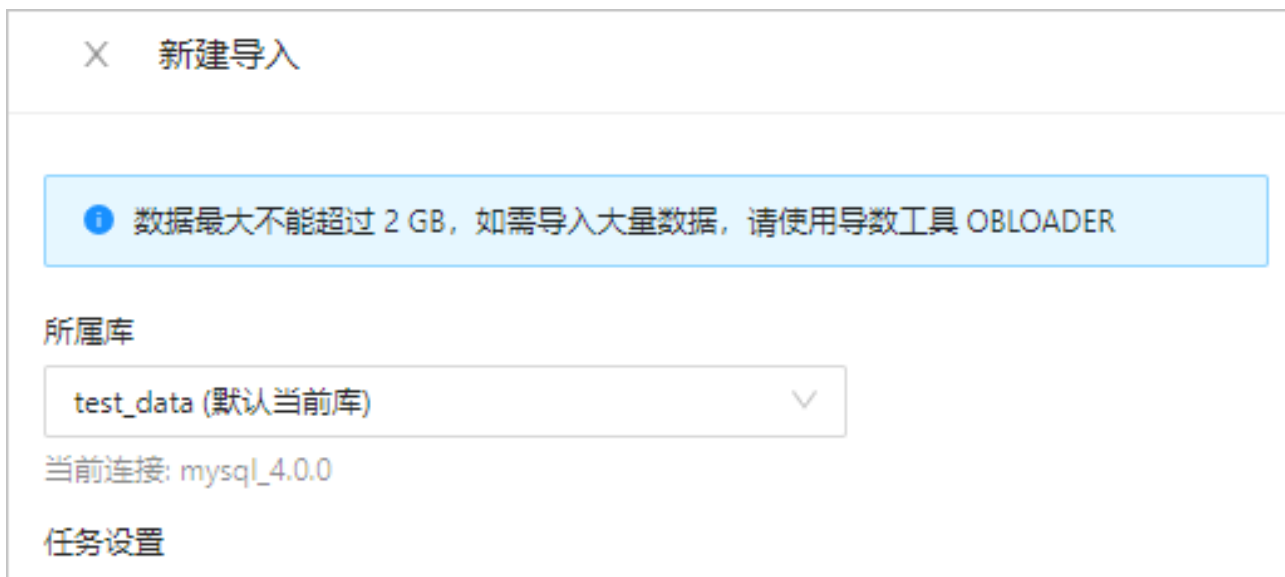 新建导入
数据最大不能超过 2 GB，如需导入大量数据，请使用导数工具 OBLOADER
所属库
test_data (默认当前库)
当前连接: mysql_4.0.0
任务设置